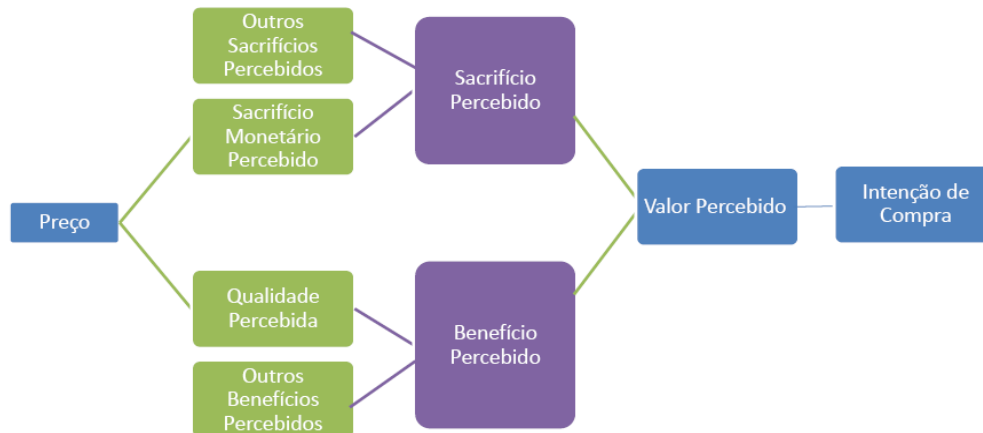 Outros
Sacrifícios
Percebidos
Sacrifício
Monetário
Percebido
Sacrifício
Percebido
Preço
Valor Percebido
Intenção de
Compra
Qualidade
Percebida
Outros
Benefícios
Percebidos
Benefício
Percebido